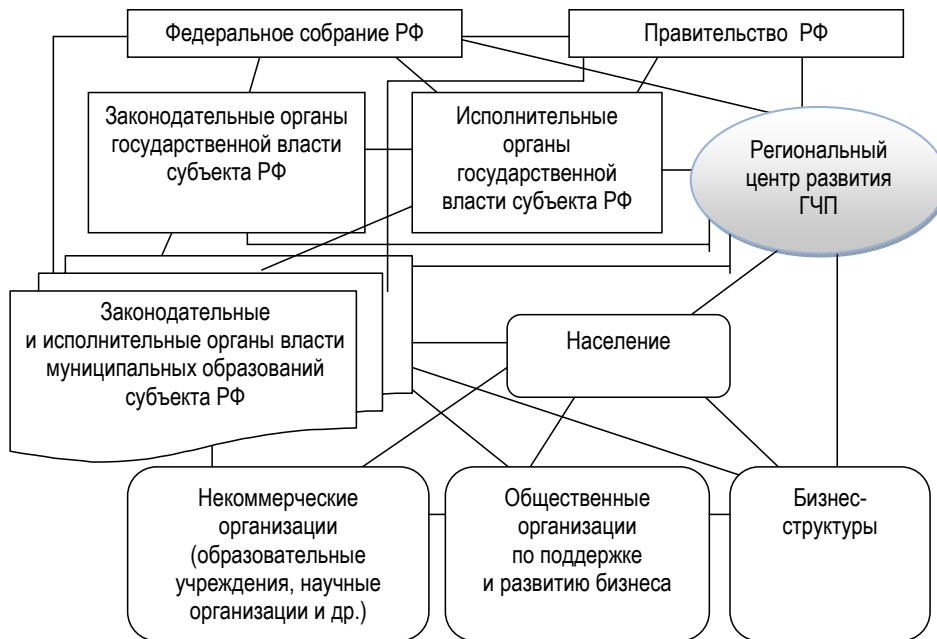 Федеральное собрание РФ
Правительство РФ
Законодательные органы
государственной власти
субъекта РФ
Исполнительные
органы
государственной
власти субъекта РФ
Региональный
центр развития
ГЧП
Законодательные
и исполнительные органы власти
муниципальных образований
субъекта РФ
Население
Некоммерческие
организации
(образовательные
учреждения, научные
организации и др.)
Общественные
организации
по поддержке
и развитию бизнеса
Бизнес-
структуры